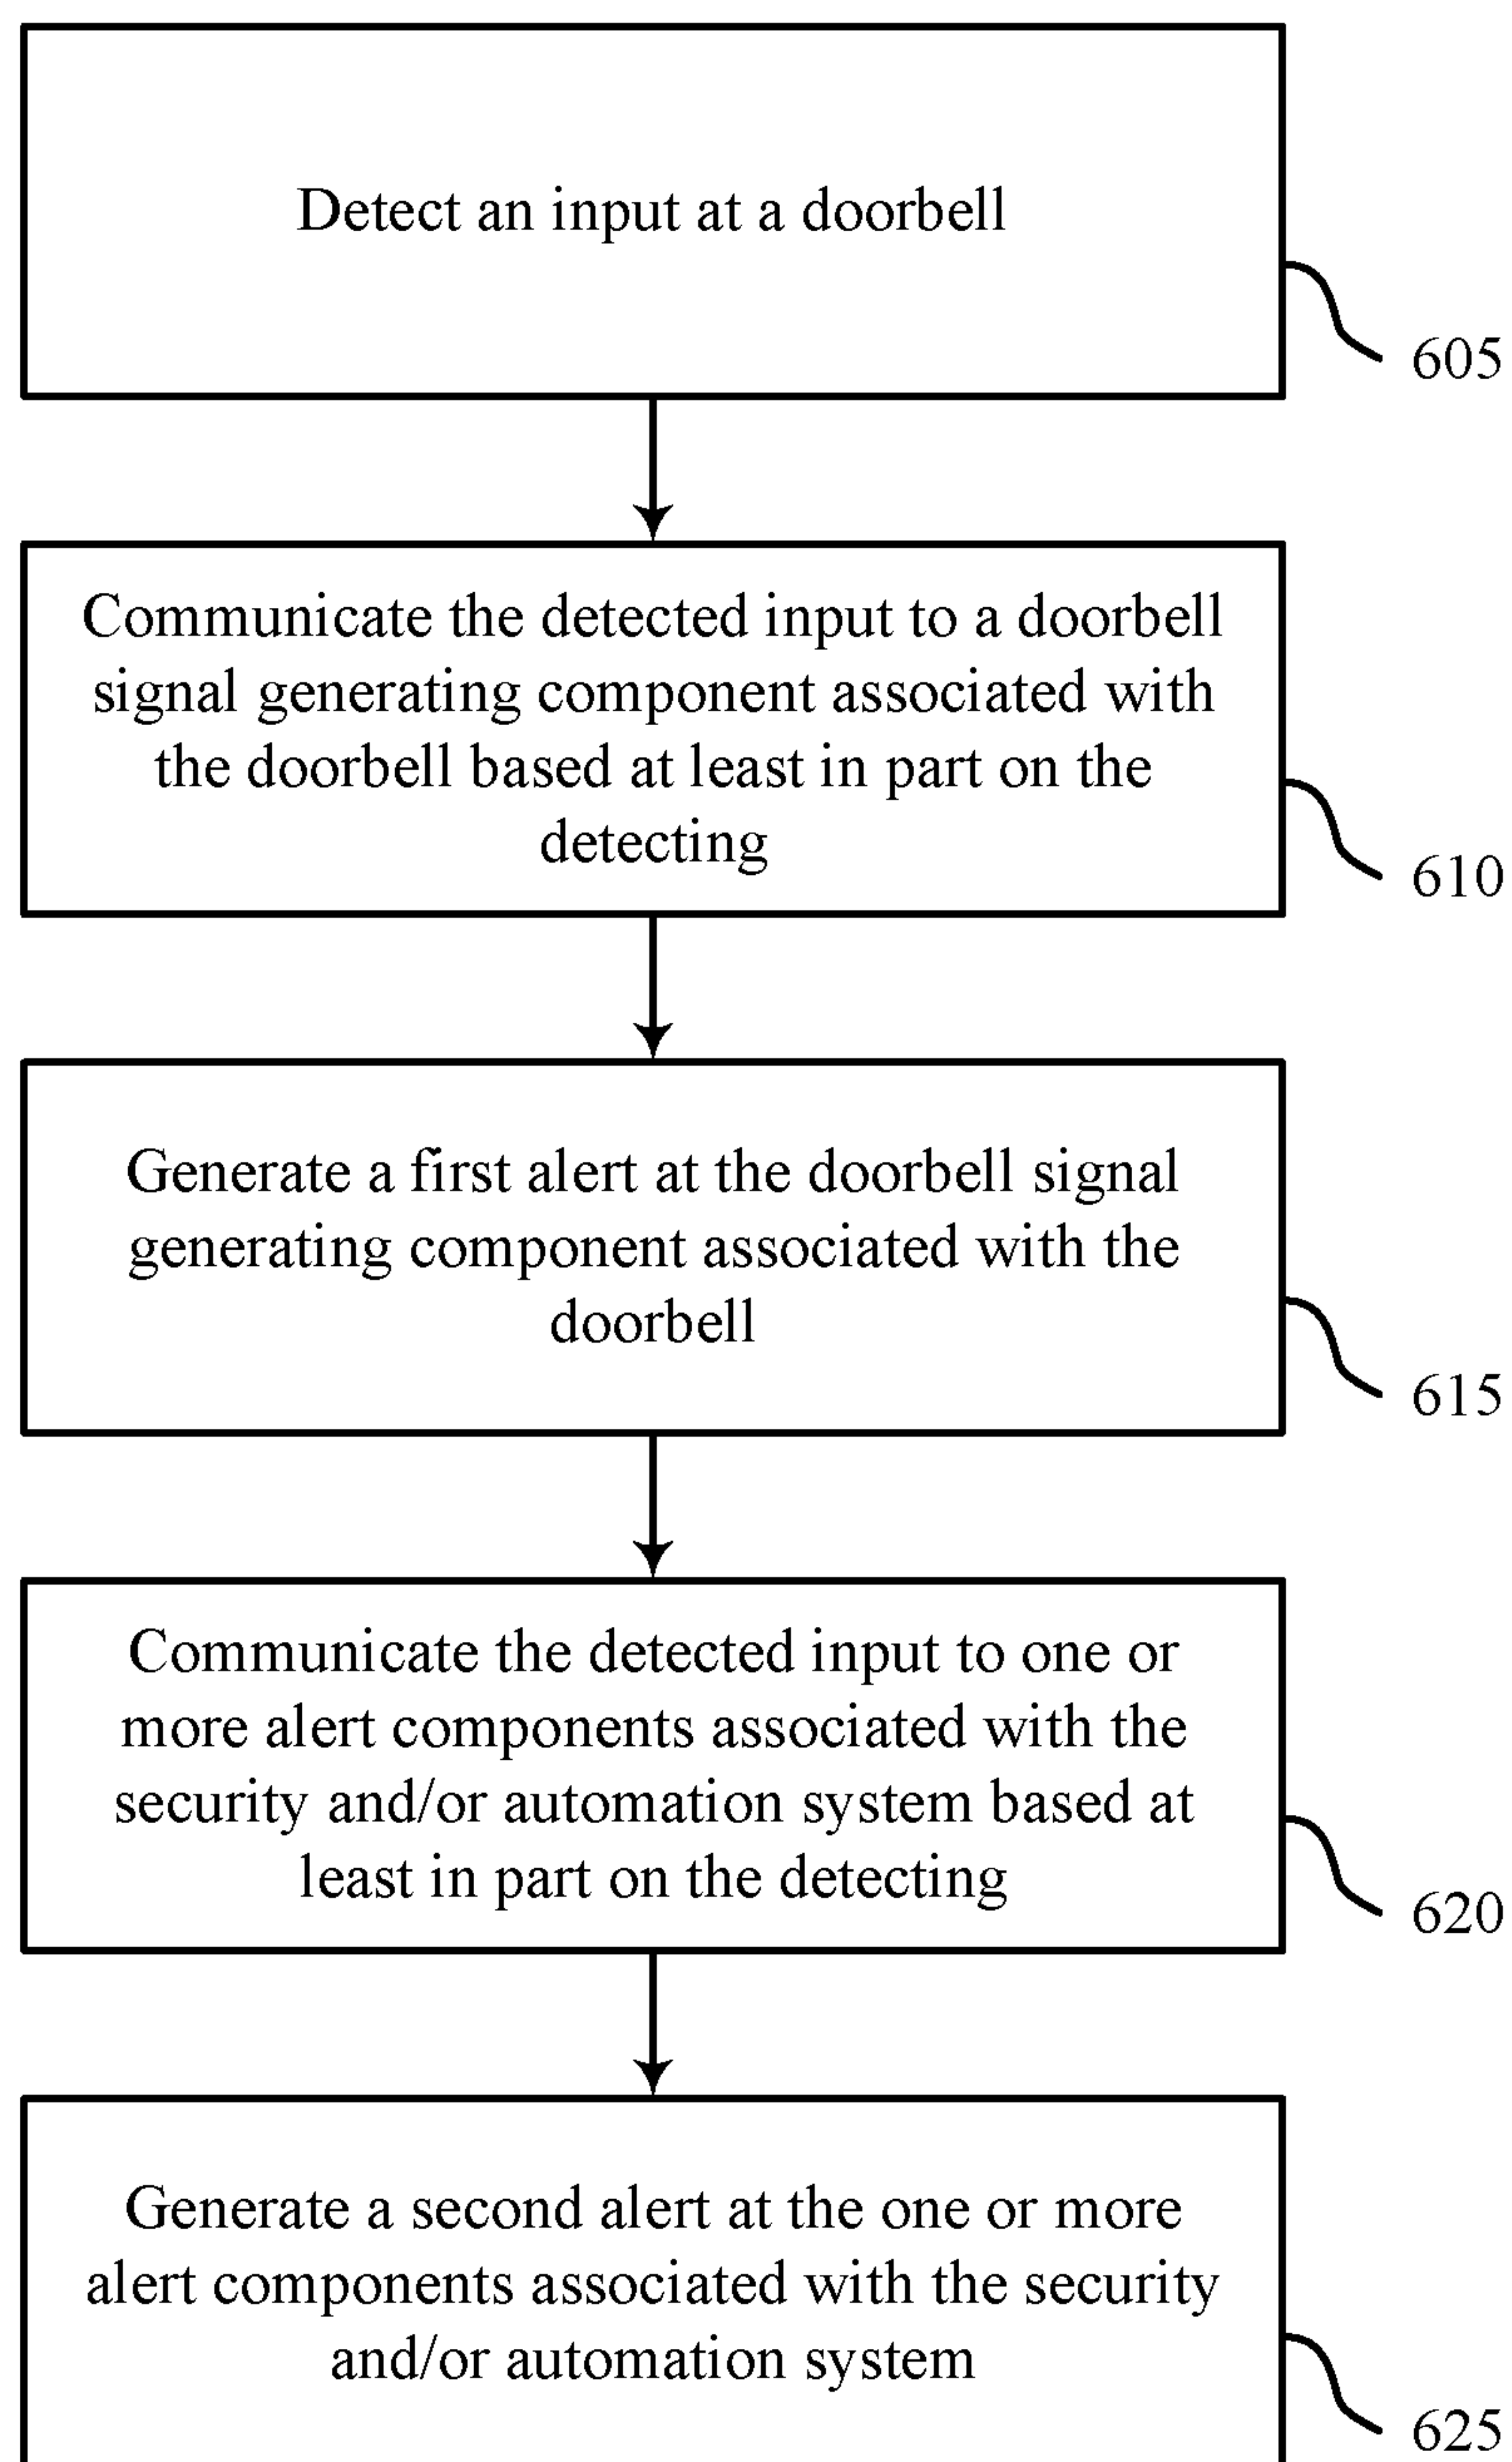 Detect an input at a doorbell
605
Communicate the detected input to a doorbell
signal generating component associated with
the doorbell based at least in part on the
detecting
610
Generate a first alert at the doorbell signal
generating component associated with the
doorbell
615
Communicate the detected input to one or
more alert components associated with the
security and/or automation system based at
least in part on the detecting
620
Generate a second alert at the one or more
alert components associated with the security
and/or automation system
625